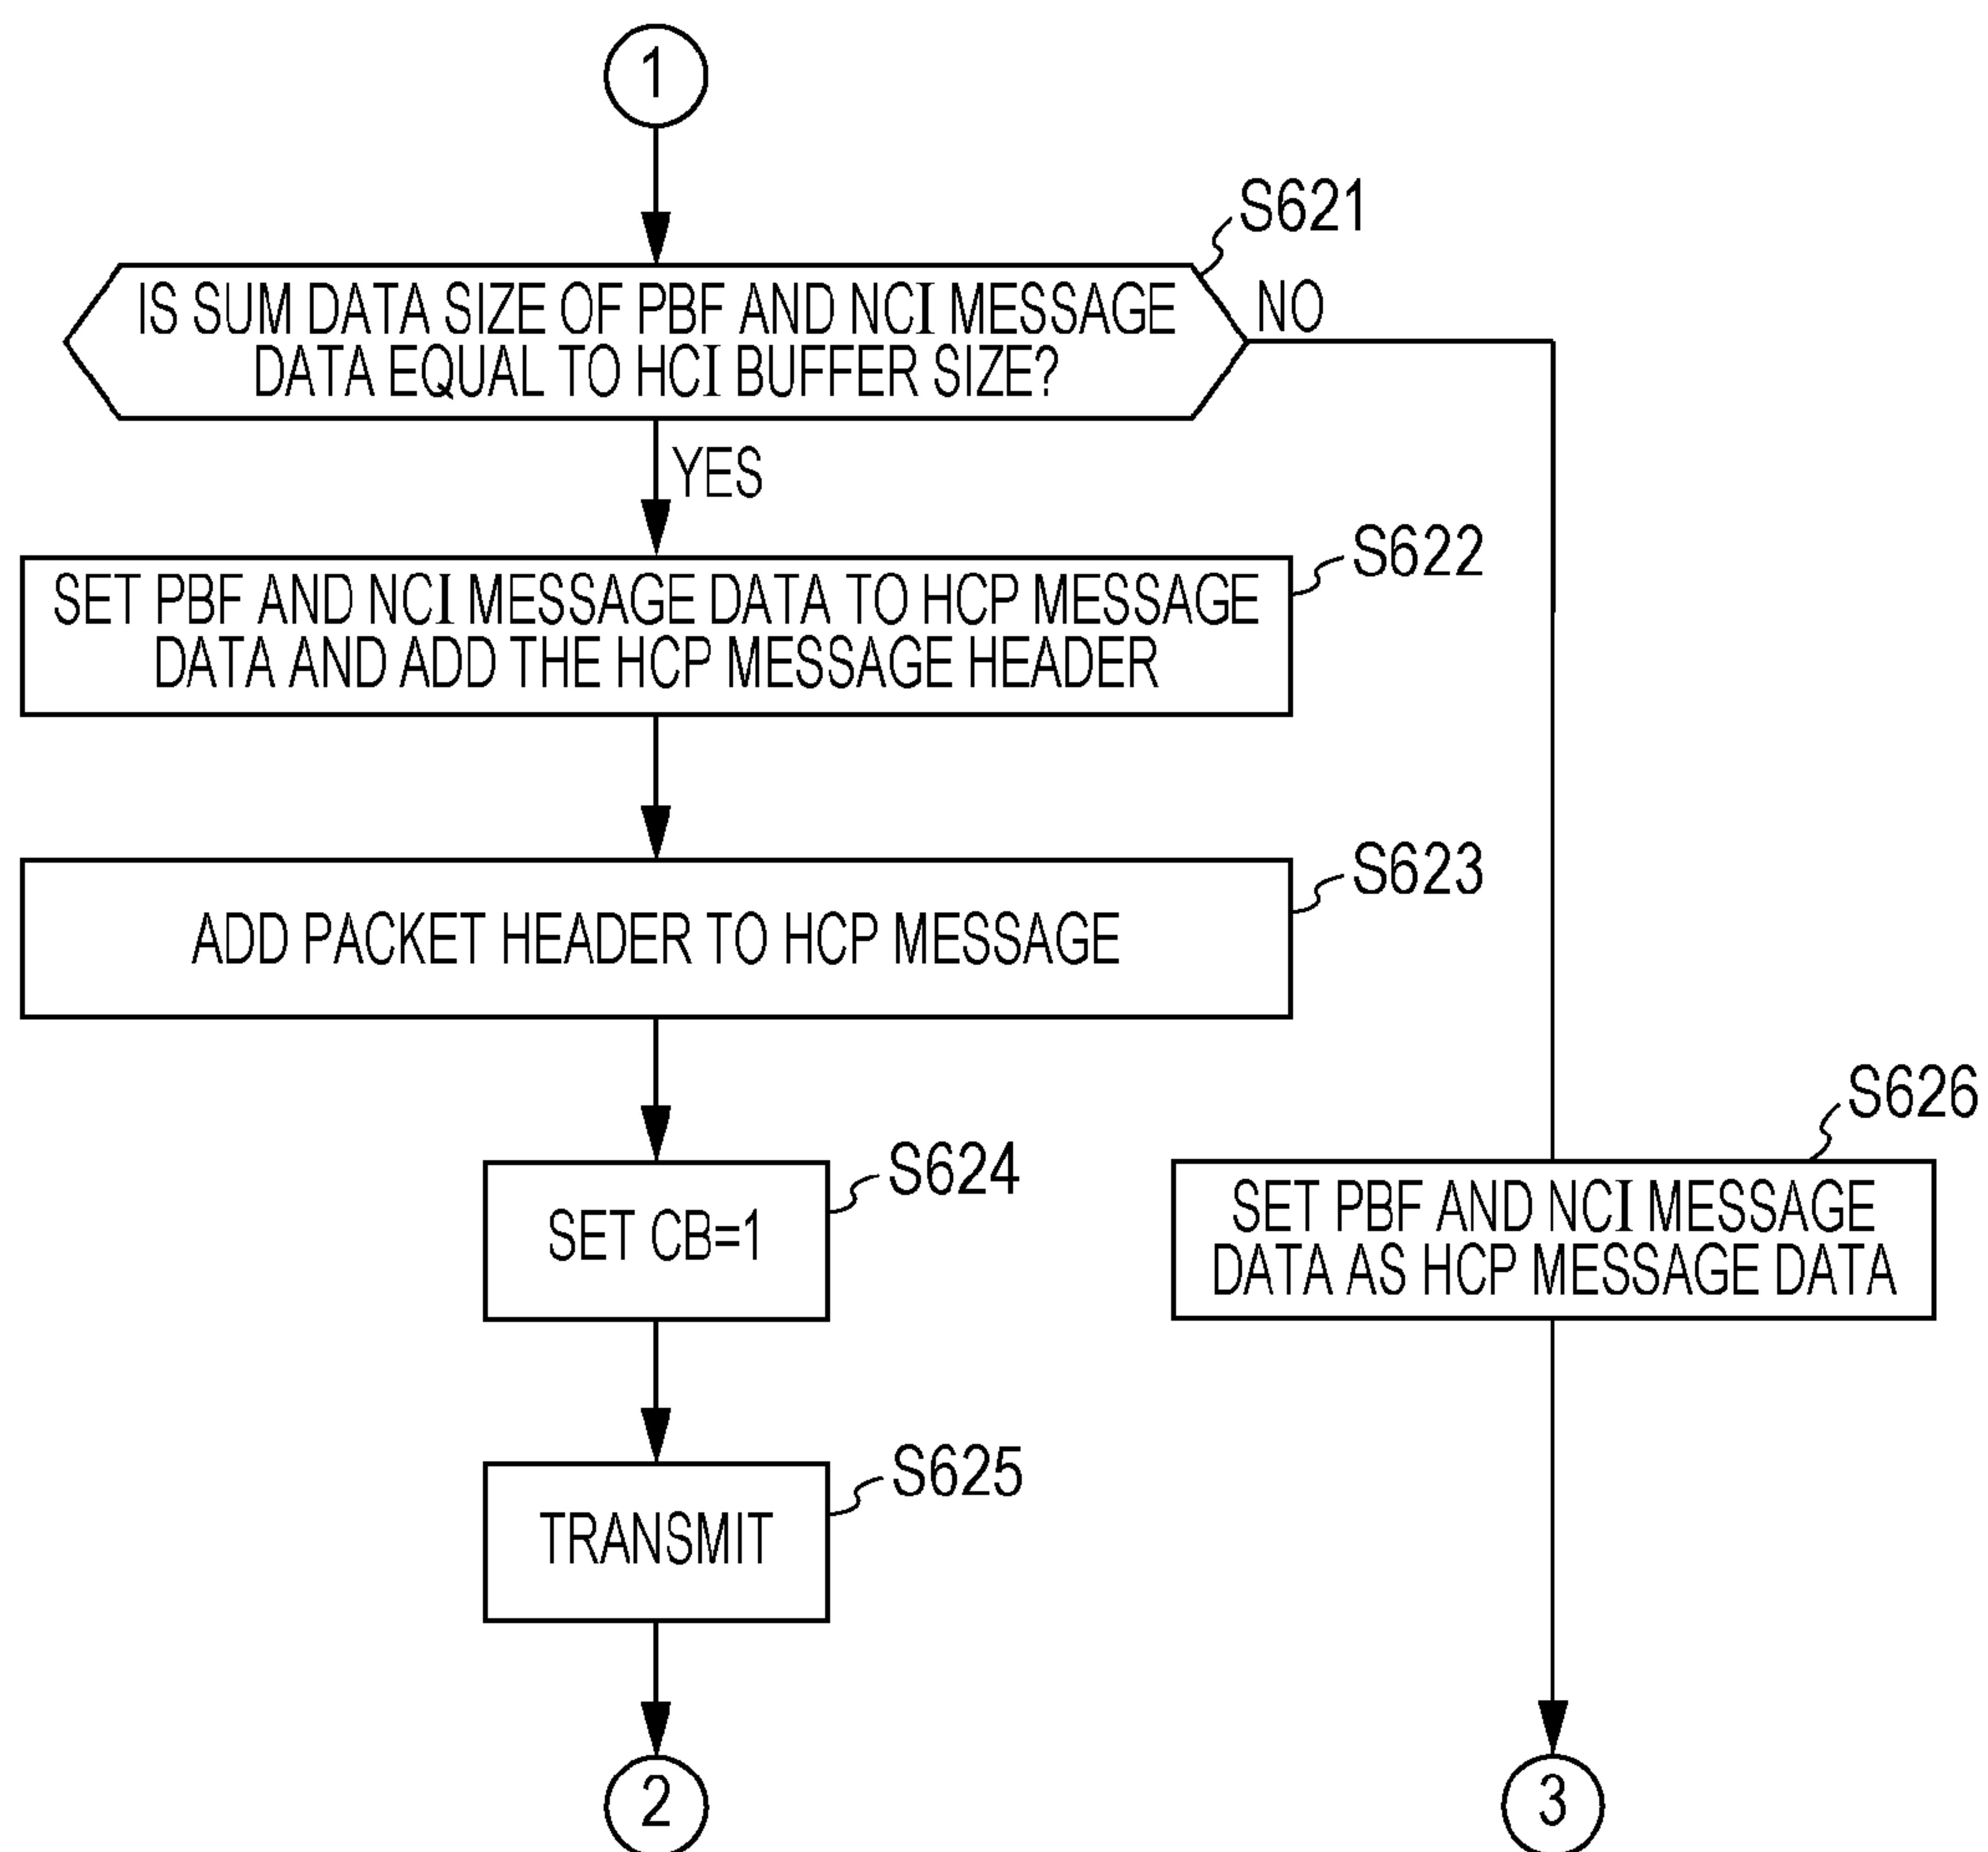 1
S621
IS SUM DATA SIZE OF PBF AND NCI MESSAGE
DATA EQUAL TO HCI BUFFER SIZE?
NO
YES
S622
SET PBF AND NCI MESSAGE DATA TO HCP MESSAGE
DATA AND ADD THE HCP MESSAGE HEADER
S623
ADD PACKET HEADER TO HCP MESSAGE
S624
SET CB=1
S626
SET PBF AND NCI MESSAGE
DATA AS HCP MESSAGE DATA
S625
TRANSMIT
2
3